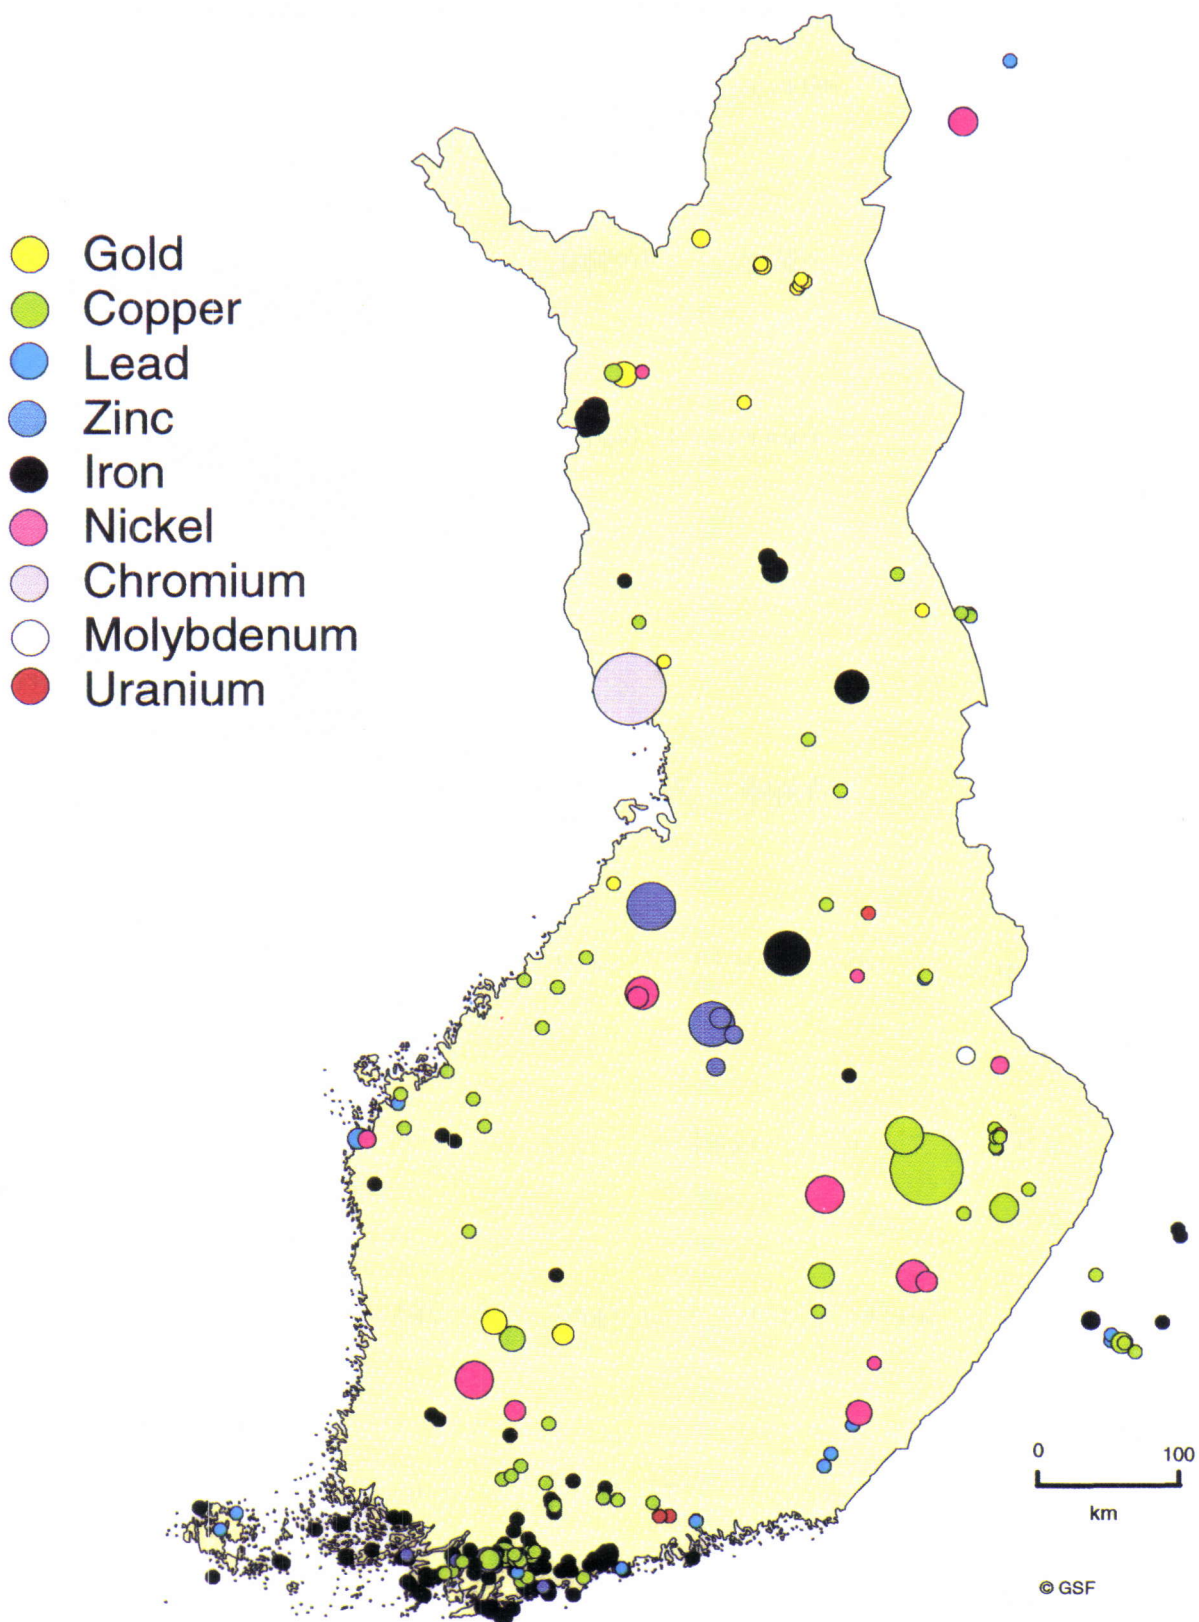 Gold
Copper
Lead
Zinc
Iron
Nickel
Chromium
Molybdenum
Uranium
0 100
km
© GSF